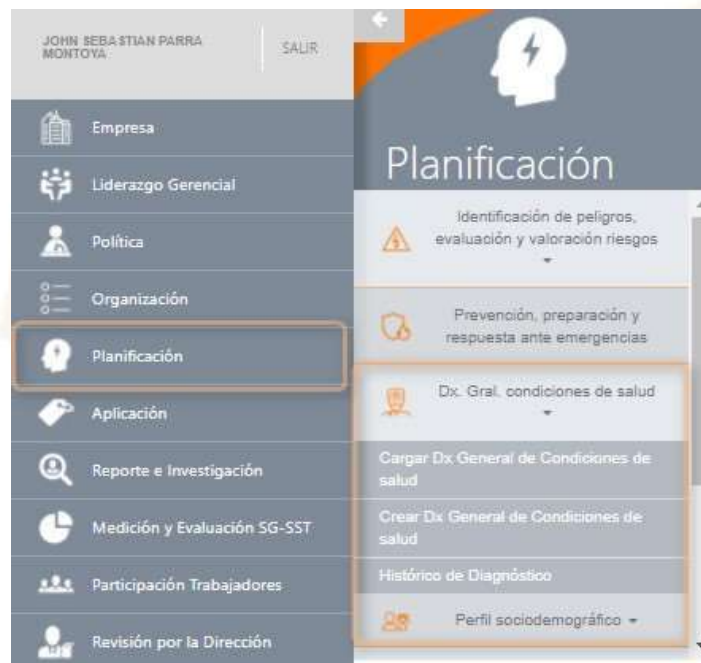 JOHN SEBASTIAN PARRA
MONTOYA
SALIR
Empresa
Liderazgo Gerencial
Política
Organización
Planificación
Aplicación
Reporte e Investigación
Medición y Evaluación SG-SST
Participación Trabajadores
Revisión por la Dirección
Planificación
Identificación de peligros,
evaluación y valoración riesgos
Prevención, preparación y
respuesta ante emergencias
Dx. Gral. condiciones de salud
Cargar Dx General de Condiciones de
salud
Crear Dx General de Condiciones de
salud
Histórico de Diagnóstico
Perfil sociodemográfico